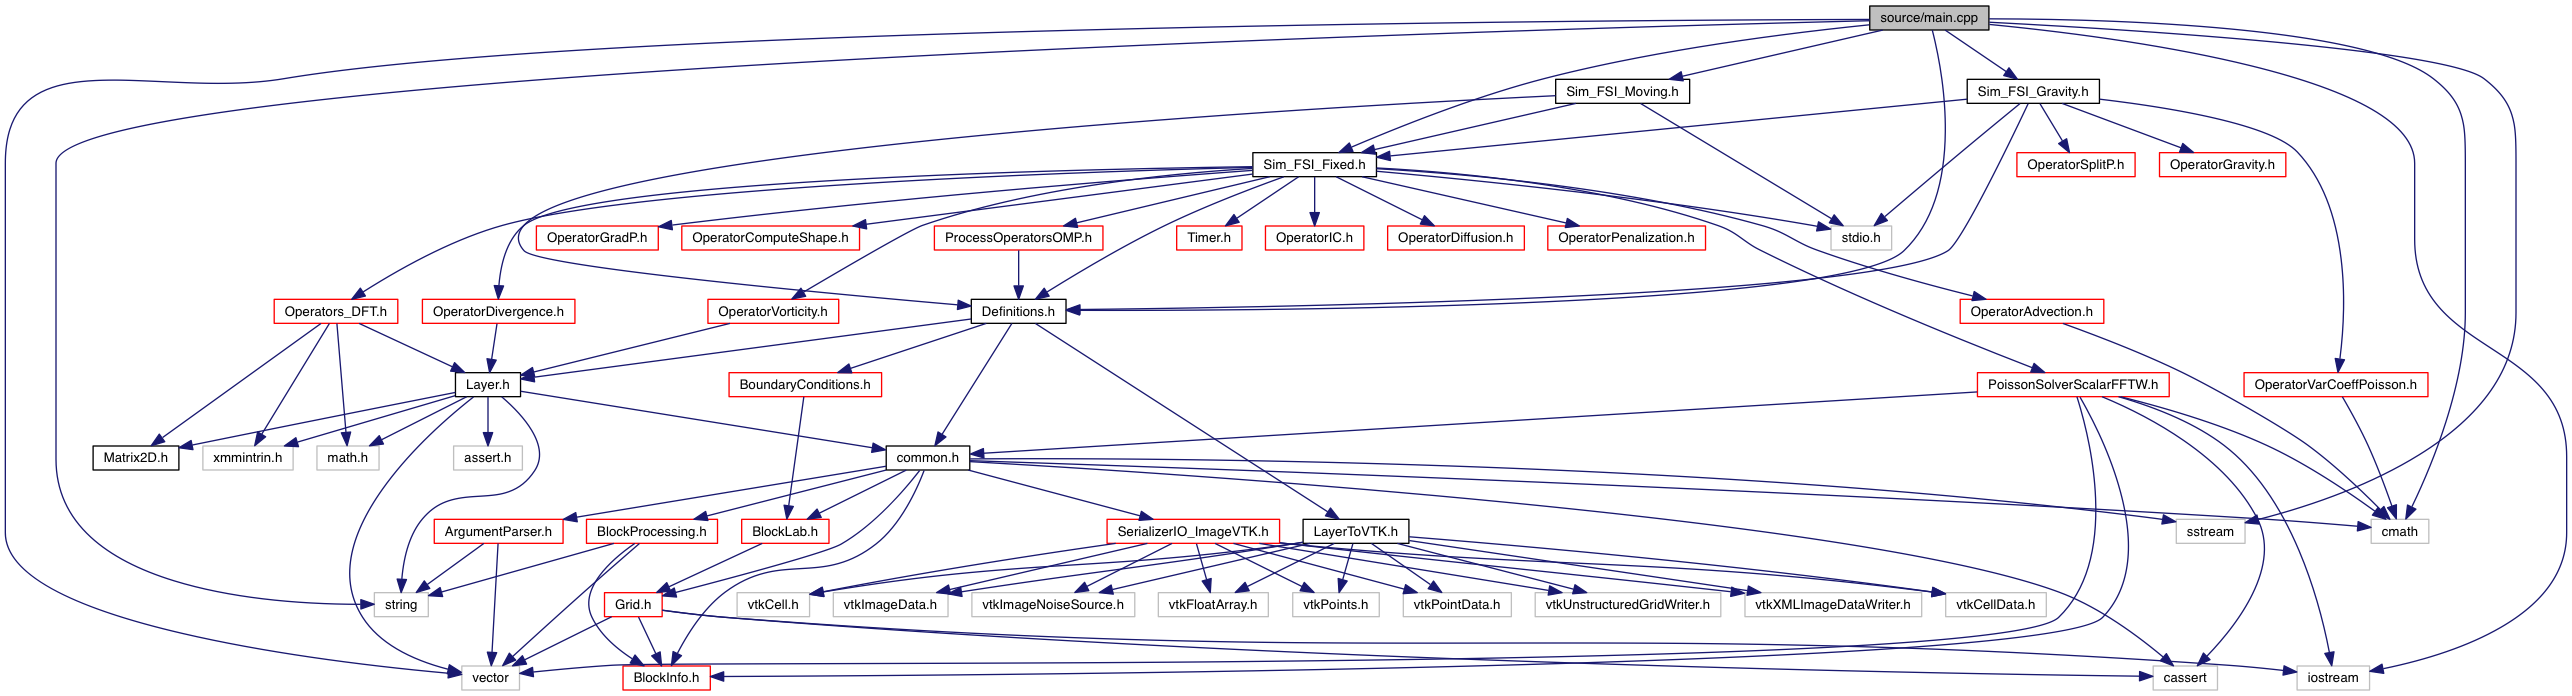 source/main.cpp
Sim_FSI_Moving.h
Sim_FSI_Gravity.h
Sim_FSI_Fixed.h
OperatorSplitP.h
OperatorGravity.h
OperatorGradP.h
OperatorComputeShape.h
ProcessOperatorsOMP.h
Timer.h
OperatorIC.h
OperatorDiffusion.h
OperatorPenalization.h
stdio.h
Operators_DFT.h
OperatorDivergence.h
OperatorVorticity.h
Definitions.h
OperatorAdvection.h
Layer.h
BoundaryConditions.h
PoissonSolverScalarFFTW.h
OperatorVarCoeffPoisson.h
Matrix2D.h
xmmintrin.h
math.h
assert.h
common.h
ArgumentParser.h
BlockProcessing.h
BlockLab.h
SerializerIO_ImageVTK.h
LayerToVTK.h
sstream
cmath
string
Grid.h
vtkCell.h
vtkImageData.h
vtkImageNoiseSource.h
vtkFloatArray.h
vtkPoints.h
vtkPointData.h
vtkUnstructuredGridWriter.h
vtkXMLImageDataWriter.h
vtkCellData.h
vector
BlockInfo.h
cassert
iostream